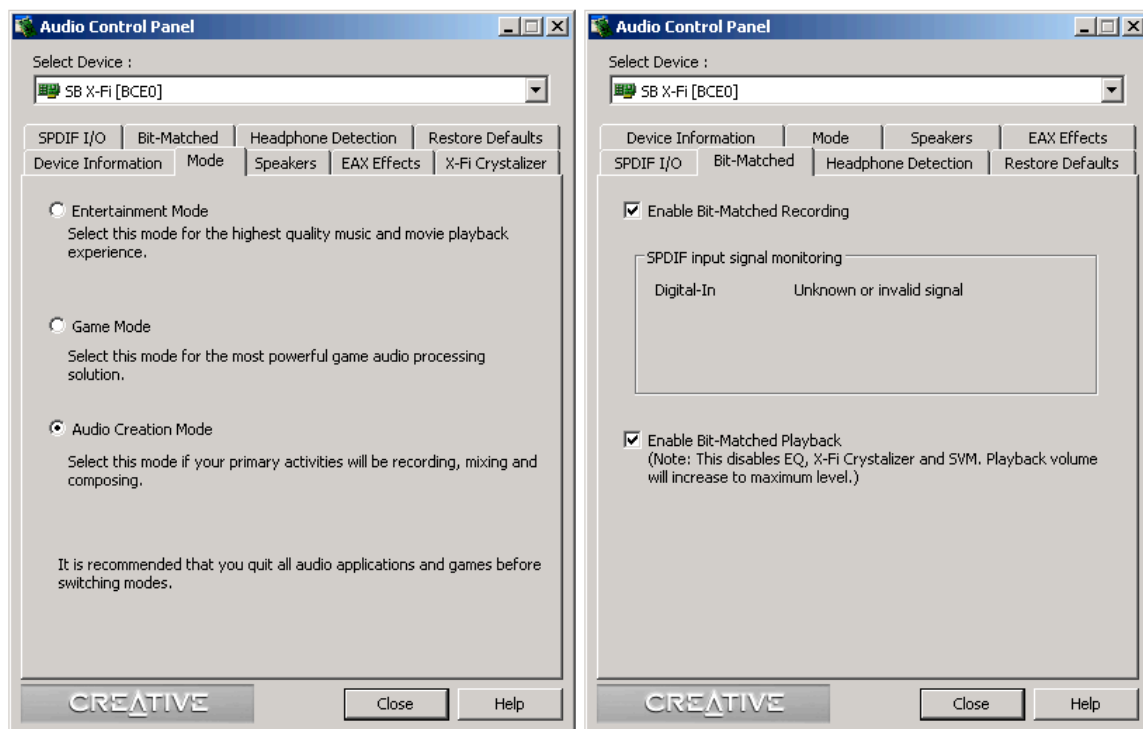 Audio Control Panel
Select Device :
SB X-Fi [BCE0]
SPDIF I/O Bit-Matched Headphone Detection Restore Defaults
Device Information Mode Speakers EAX Effects X-Fi Crystalizer
Entertainment Mode
Select this mode for the highest quality music and movie playback
experience.
Game Mode
Select this mode for the most powerful game audio processing
solution.
Audio Creation Mode
Select this mode if your primary activities will be recording, mixing and
composing.
It is recommended that you quit all audio applications and games before
switching modes.
CREATIVE Close Help
Audio Control Panel
Select Device :
SB X-Fi [BCE0]
Device Information Mode Speakers EAX Effects
SPDIF I/O Bit-Matched Headphone Detection Restore Defaults
Enable Bit-Matched Recording
SPDIF input signal monitoring
Digital-In Unknown or invalid signal
Enable Bit-Matched Playback
(Note: This disables EQ, X-Fi Crystalizer and SVM. Playback volume
will increase to maximum level.)
CREATIVE Close Help